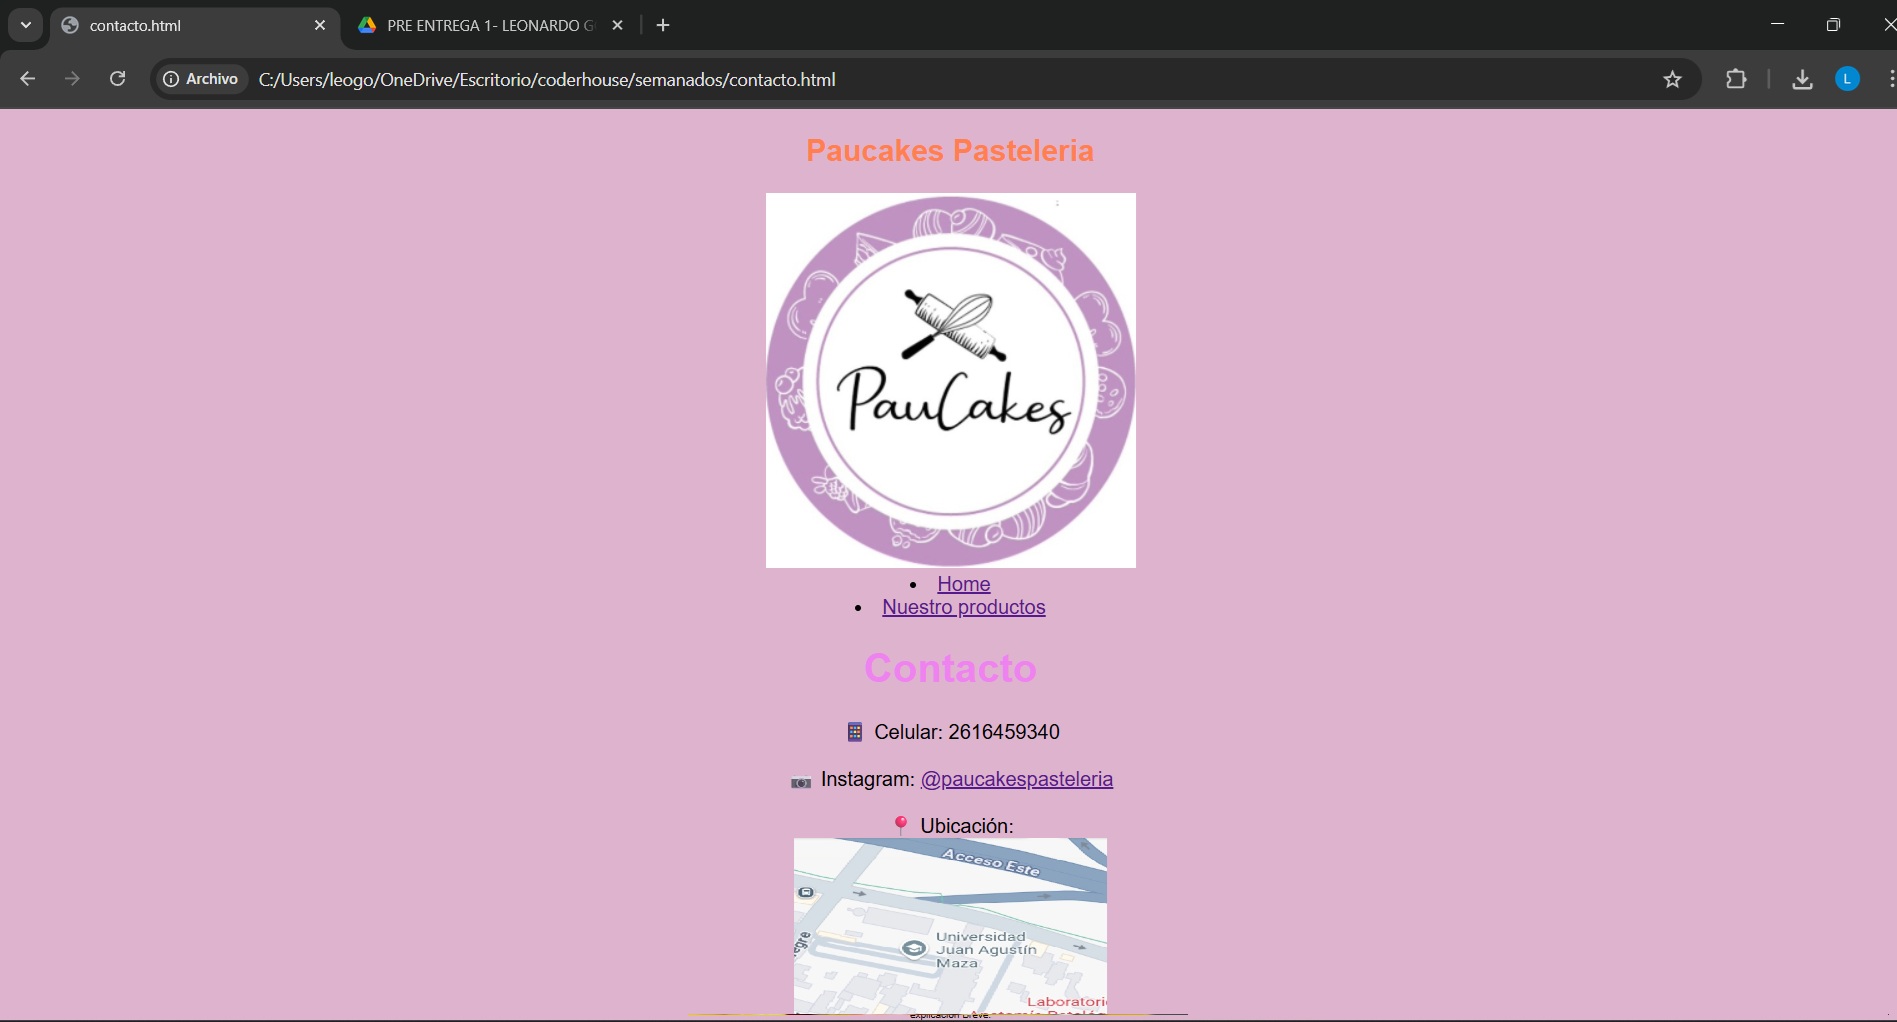 contacto.html
PRE ENTREGA 1- LEONARDO G
Archivo
C:/Users/leogo/OneDrive/Escritorio/coderhouse/semanados/contacto.html
L
Paucakes Pasteleria
PauCakes
Home
Nuestro productos
Contacto
Celular: 2616459340
Instagram: @paucakespasteleria
Ubicación:
Acceso Este
egre
Universidad
Juan Agustín
Maza
Laboratori